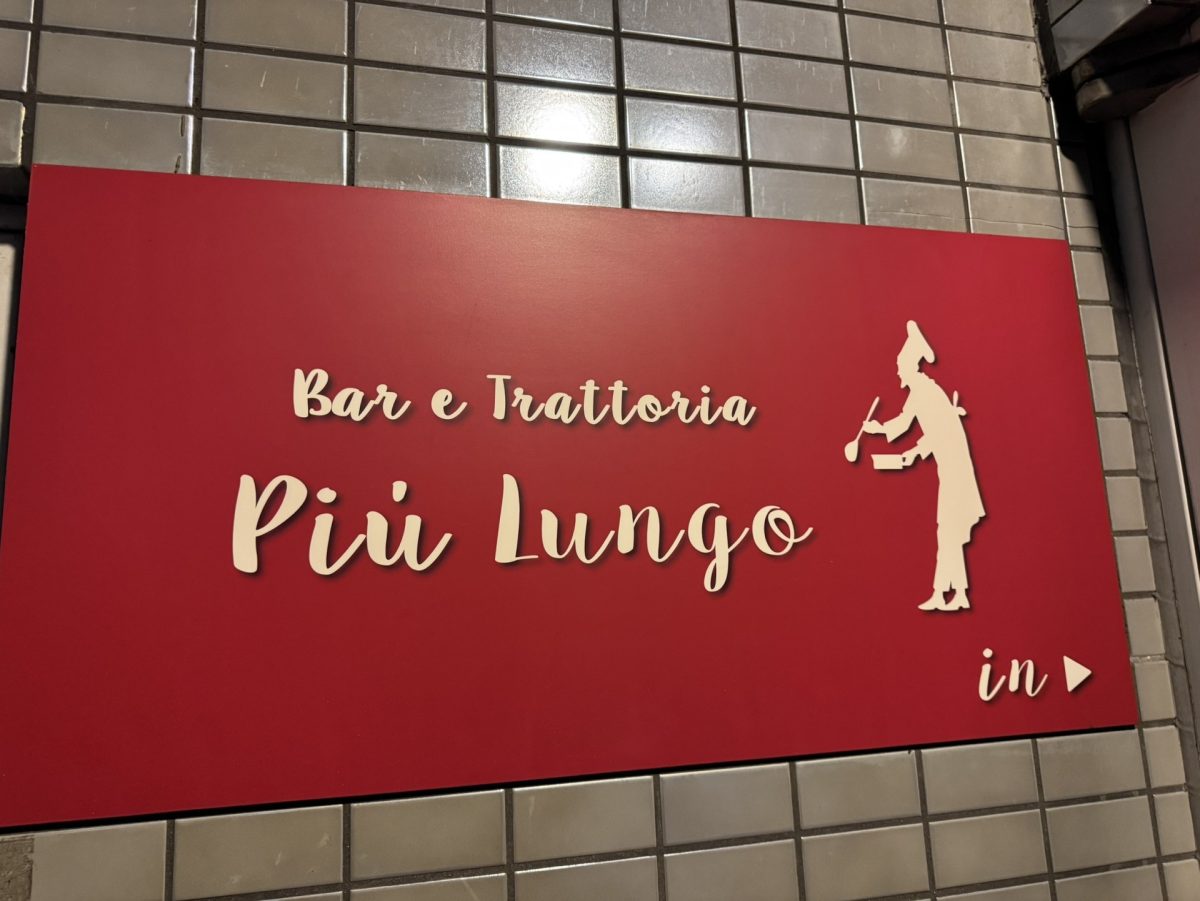 Bar e Trattoria
Più Lungo
in ▶